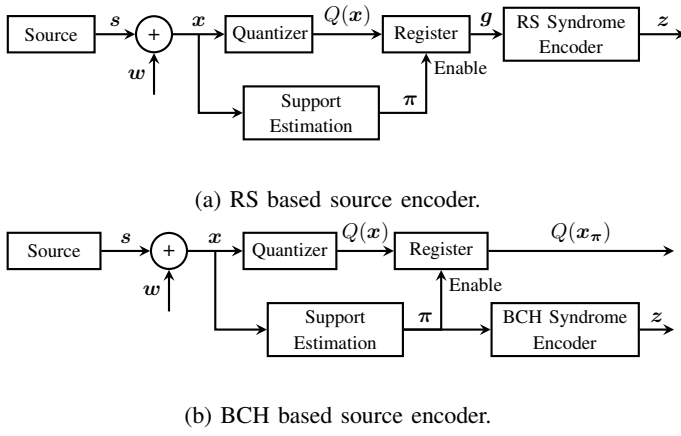 Source
s
+
w
x
Quantizer
Q(x)
Register
g
RS Syndrome
Encoder
z
Enable
Support
Estimation
π
(a) RS based source encoder.
Source
s
+
w
x
Quantizer
Q(x)
Register
Q(xπ)
Enable
Support
Estimation
π
BCH Syndrome
Encoder
z
(b) BCH based source encoder.